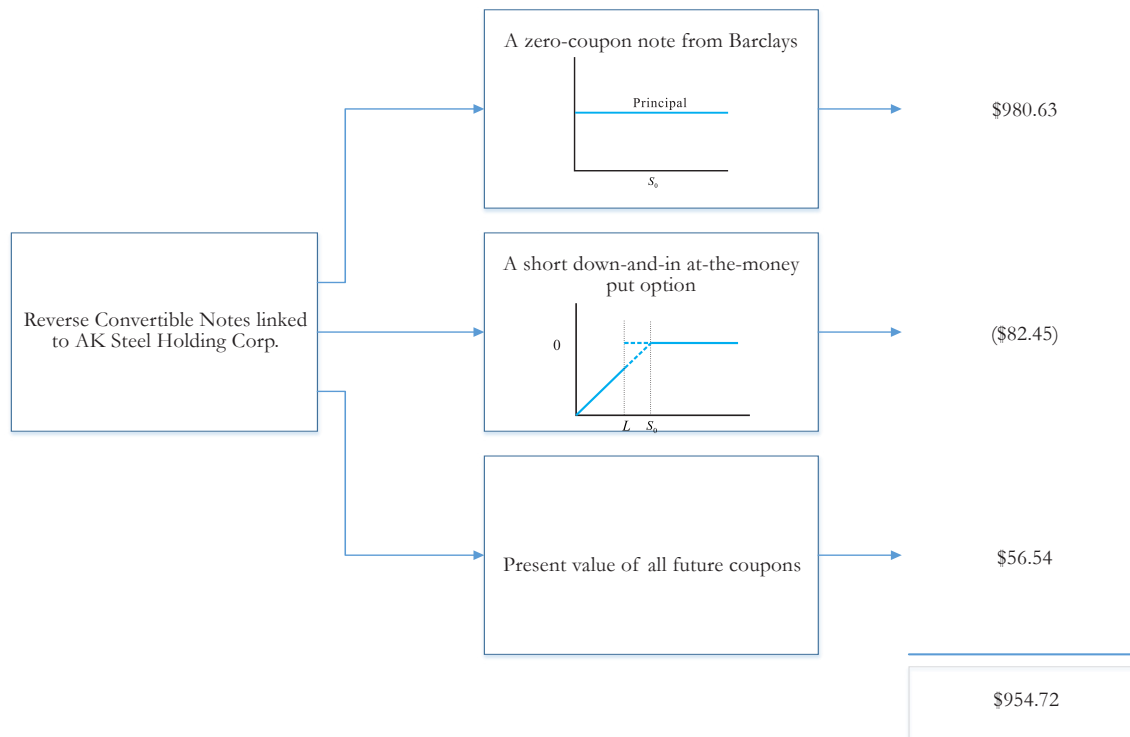 A zero-coupon note from Barclays
Principal
S₀
$980.63
Reverse Convertible Notes linked
to AK Steel Holding Corp.
A short down-and-in at-the-money
put option
0
L S₀
($82.45)
Present value of all future coupons
$56.54
$954.72